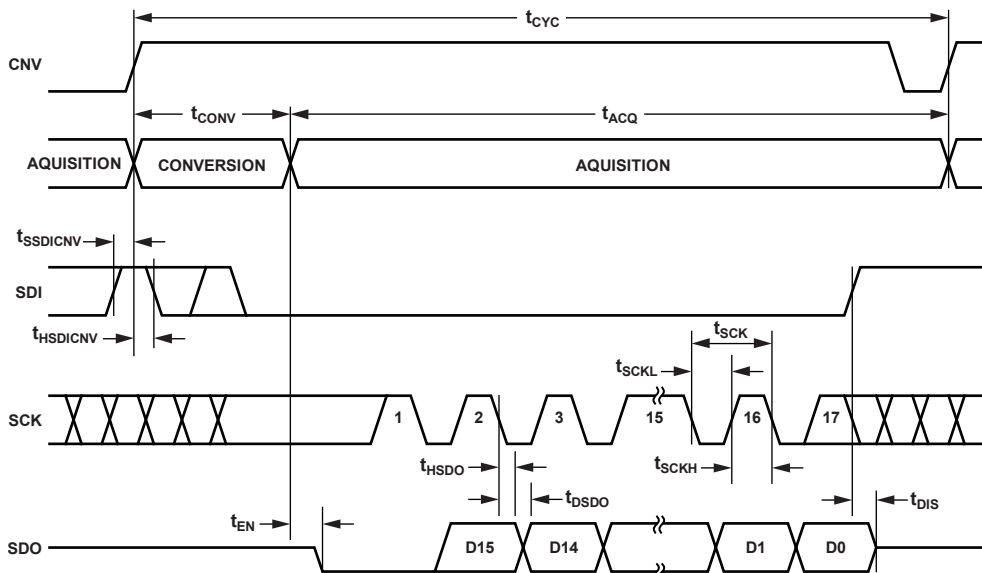 tCYC
CNV
tCONV
tACQ
AQUISITION
CONVERSION
AQUISITION
tSSDICNV
SDI
tHSDICNV
tSCK
tSCKL
SCK
1
2
3
15
16
17
tHSDO
tSCKH
tDSDO
tEN
tDIS
SDO
D15
D14
D1
D0